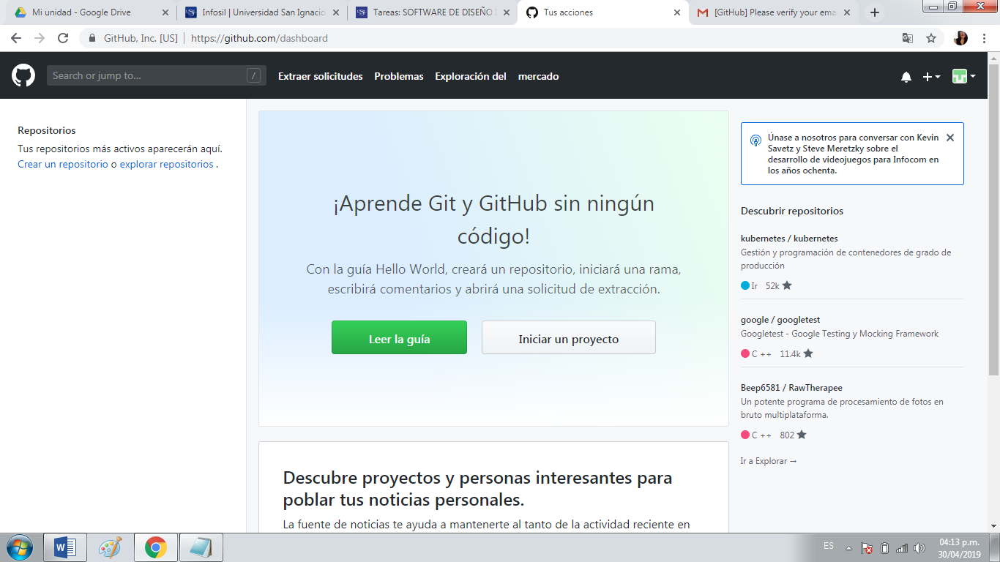 Mi unidad - Google Drive
Infosil | Universidad San Ignacio
Tareas: SOFTWARE DE DISEÑO I
Tus acciones
[GitHub] Please verify your ema
GitHub, Inc. [US]
https://github.com/dashboard
Search or jump to...
/
Extraer solicitudes
Problemas
Exploración del
mercado
Repositorios
Tus repositorios más activos aparecerán aquí.
Crear un repositorio o explorar repositorios .
¡Aprende Git y GitHub sin ningún
código!
Con la guía Hello World, creará un repositorio, iniciará una rama,
escribirá comentarios y abrirá una solicitud de extracción.
Leer la guía
Iniciar un proyecto
Descubre proyectos y personas interesantes para
poblar tus noticias personales.
La fuente de noticias te ayuda a mantenerte al tanto de la actividad reciente en
Únase a nosotros para conversar con Kevin
Savetz y Steve Meretzky sobre el
desarrollo de videojuegos para Infocom en
los años ochenta.
Descubrir repositorios
kubernetes / kubernetes
Gestión y programación de contenedores de grado de
producción
Ir 52k
google / googletest
Googletest - Google Testing y Mocking Framework
C ++ 11.4k
Beep6581 / RawTherapee
Un potente programa de procesamiento de fotos en
bruto multiplataforma.
C ++ 802
Ir a Explorar →
ES
04:13 p.m.
30/04/2019